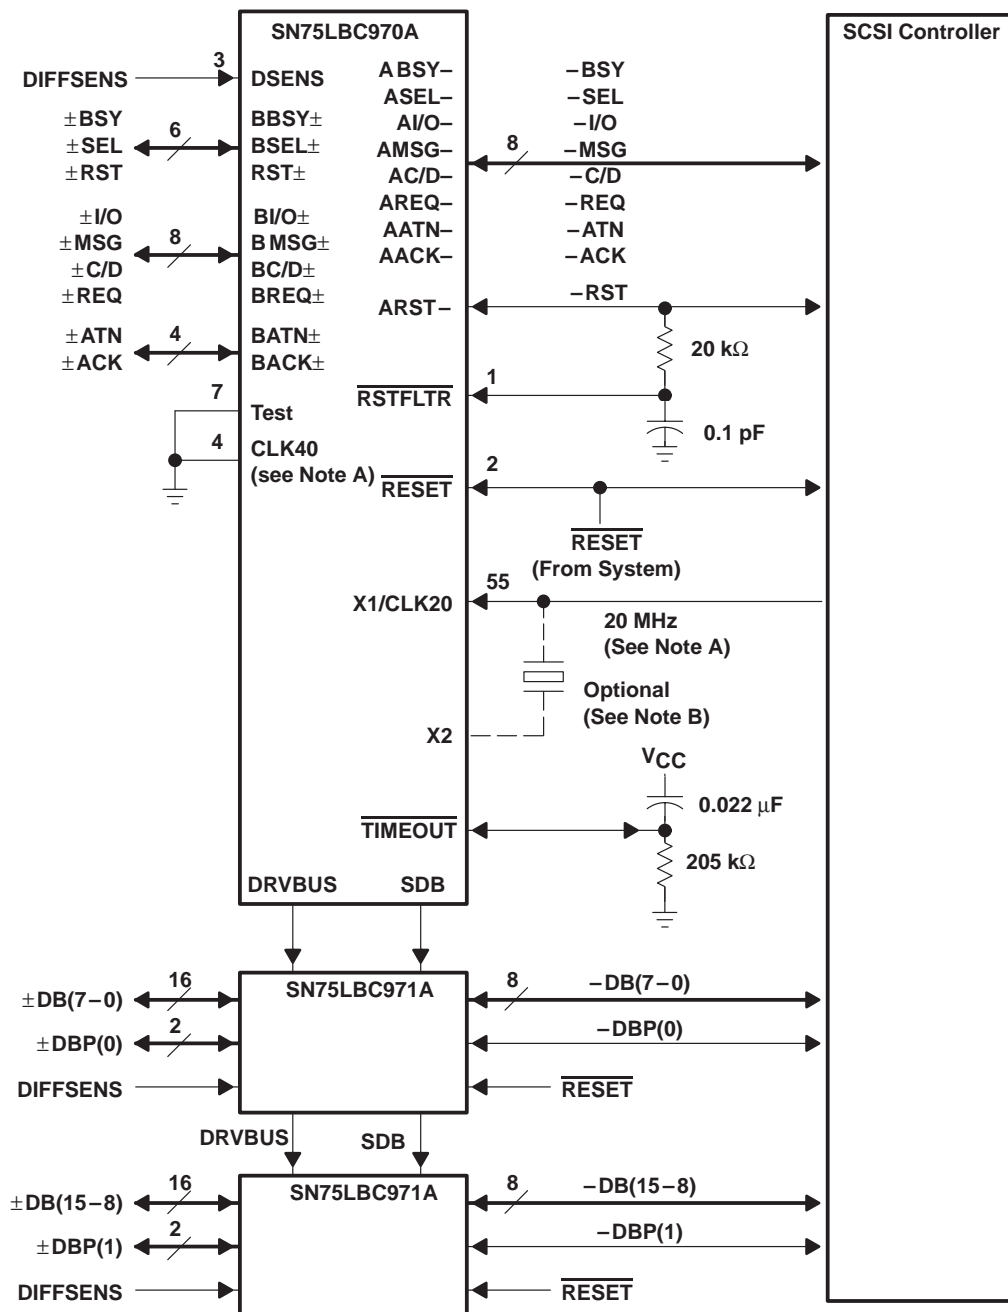 SN75LBC970A
SCSI Controller
DIFFSENS
3
DSENS
±BSY
±SEL
±RST
6
BBSY±
BSEL±
RST±
±I/O
±MSG
±C/D
±REQ
8
BI/O±
BMSG±
BC/D±
BREQ±
±ATN
±ACK
4
BATN±
BACK±
7
Test
4
CLK40
(see Note A)
ABSY–
ASEL–
AI/O–
AMSG–
AC/D–
AREQ–
AATN–
AACK–
8
–BSY
–SEL
–I/O
–MSG
–C/D
–REQ
–ATN
–ACK
ARST–
–RST
20 kΩ
RSTFLTR
1
0.1 pF
RESET
2
RESET
(From System)
X1/CLK20
55
20 MHz
(See Note A)
Optional
(See Note B)
X2
VCC
0.022 μF
TIMEOUT
205 kΩ
DRVBUS
SDB
SN75LBC971A
±DB(7–0)
16
8
–DB(7–0)
±DBP(0)
2
–DBP(0)
DIFFSENS
RESET
DRVBUS
SDB
SN75LBC971A
±DB(15–8)
16
8
–DB(15–8)
±DBP(1)
2
–DBP(1)
DIFFSENS
RESET